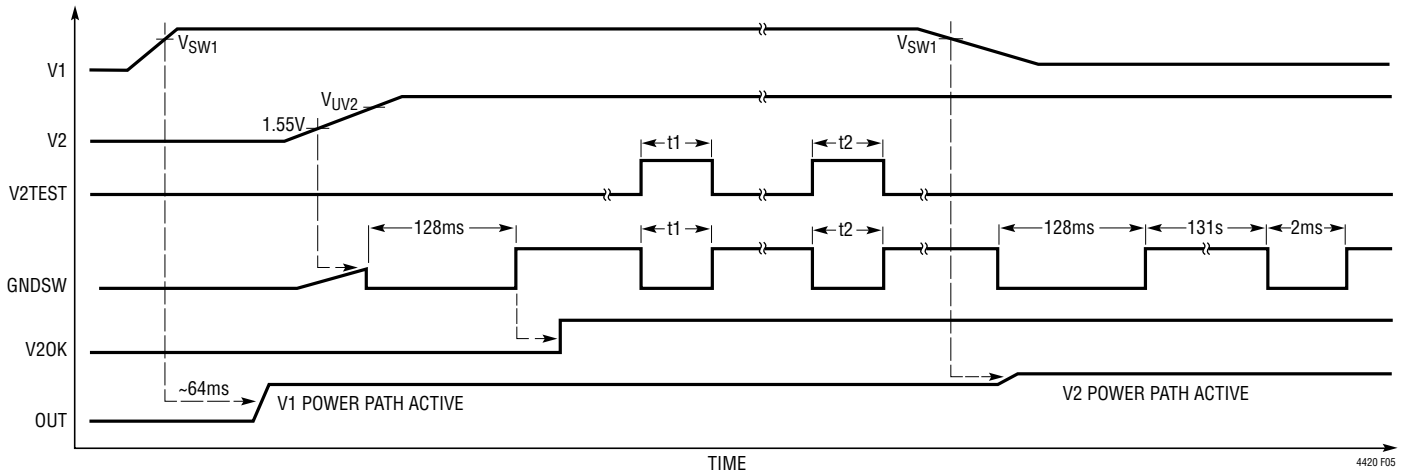 V1
VSW1
VSW1
V2
1.55V
VUV2
V2TEST
t1
t2
GNDSW
128ms
t1
t2
128ms
131s
2ms
V2OK
OUT
~64ms
V1 POWER PATH ACTIVE
V2 POWER PATH ACTIVE
TIME
4420 F05